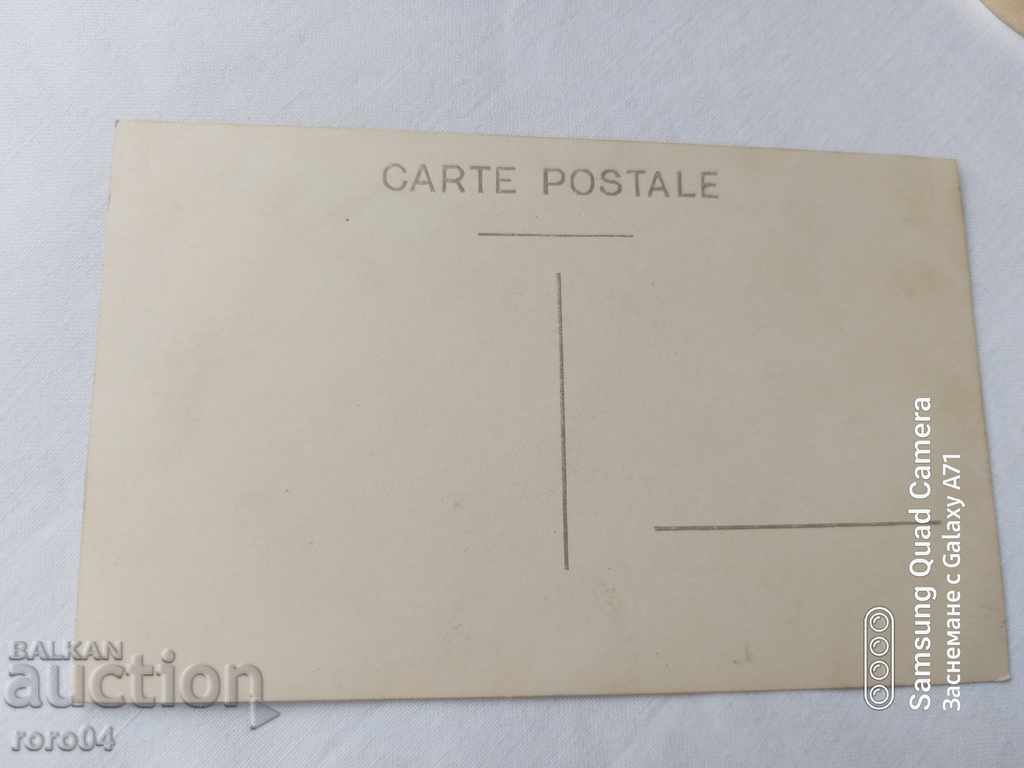 CARTE POSTALE
Samsung Quad Camera
Заснемане с Galaxy A71
BALKAN
auction
roro04